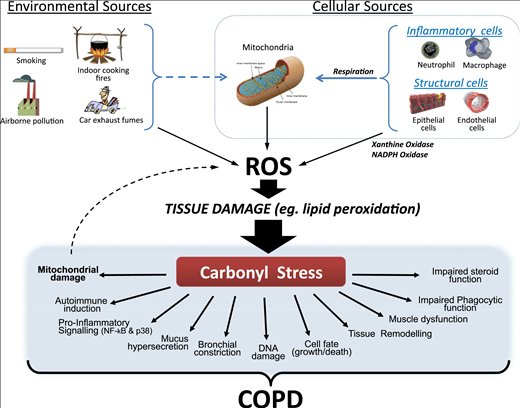 Environmental Sources
Cellular Sources
Smoking
Indoor cooking
fires
Airborne pollution
Car exhaust fumes
Mitochondria
Respiration
Inflammatory cells
Neutrophil
Macrophage
Structural cells
Epithelial
cells
Endothelial
cells
Xanthine Oxidase
NADPH Oxidase
ROS
TISSUE DAMAGE (eg. lipid peroxidation)
Carbonyl Stress
Mitochondrial
damage
Autoimmune
induction
Pro-Inflammatory
Signalling (NF-κB & p38)
Mucus
hypersecretion
Bronchial
constriction
DNA
damage
Cell fate
(growth/death)
Tissue Remodelling
Muscle dysfunction
Impaired Phagocytic
function
Impaired steroid
function
COPD